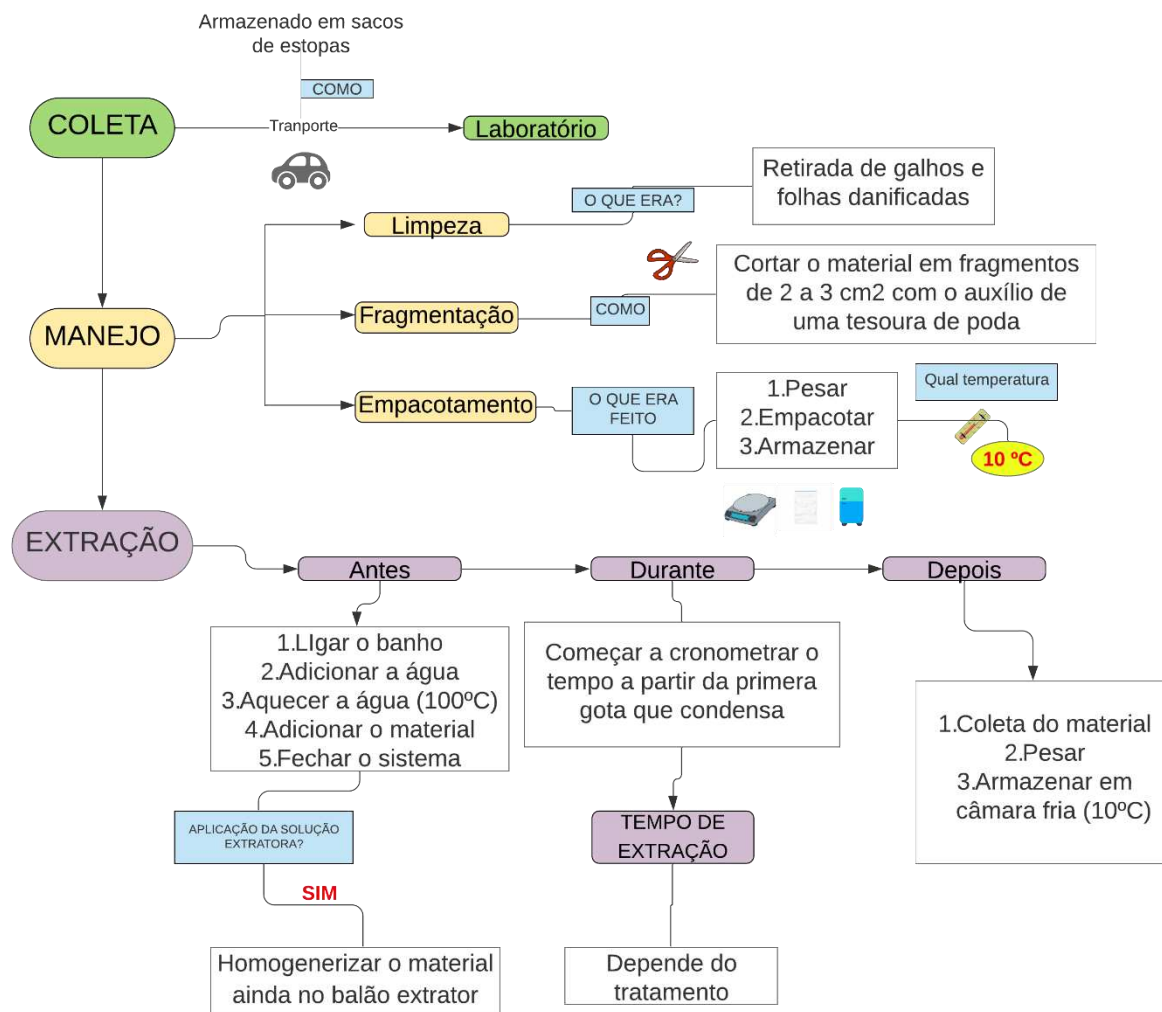 Armazenado em sacos
de estopas
COMO
COLETA
Tranporte
Laboratório
O QUE ERA?
Retirada de galhos e
folhas danificadas
Limpeza
Cortar o material em fragmentos
de 2 a 3 cm2 com o auxílio de
uma tesoura de poda
COMO
Fragmentação
MANEJO
Empacotamento
O QUE ERA
FEITO
1.Pesar
2.Empacotar
3.Armazenar
Qual temperatura
10 ºC
EXTRAÇÃO
Antes
Durante
Depois
1.LIgar o banho
2.Adicionar a água
3.Aquecer a água (100ºC)
4.Adicionar o material
5.Fechar o sistema
Começar a cronometrar o
tempo a partir da primera
gota que condensa
1.Coleta do material
2.Pesar
3.Armazenar em
câmara fria (10ºC)
APLICAÇÃO DA SOLUÇÃO
EXTRATORA?
TEMPO DE
EXTRAÇÃO
SIM
Homogenerizar o material
ainda no balão extrator
Depende do
tratamento